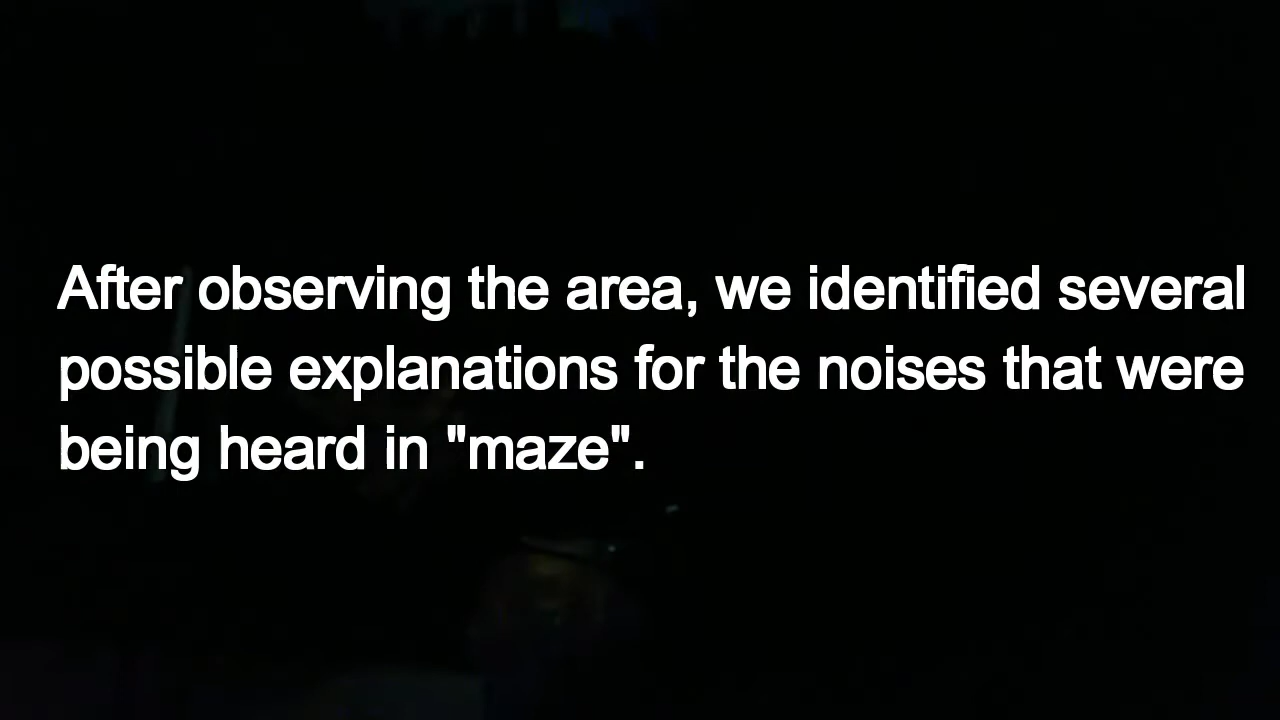 After observing the area, we identified several
possible explanations for the noises that were
being heard in "maze".